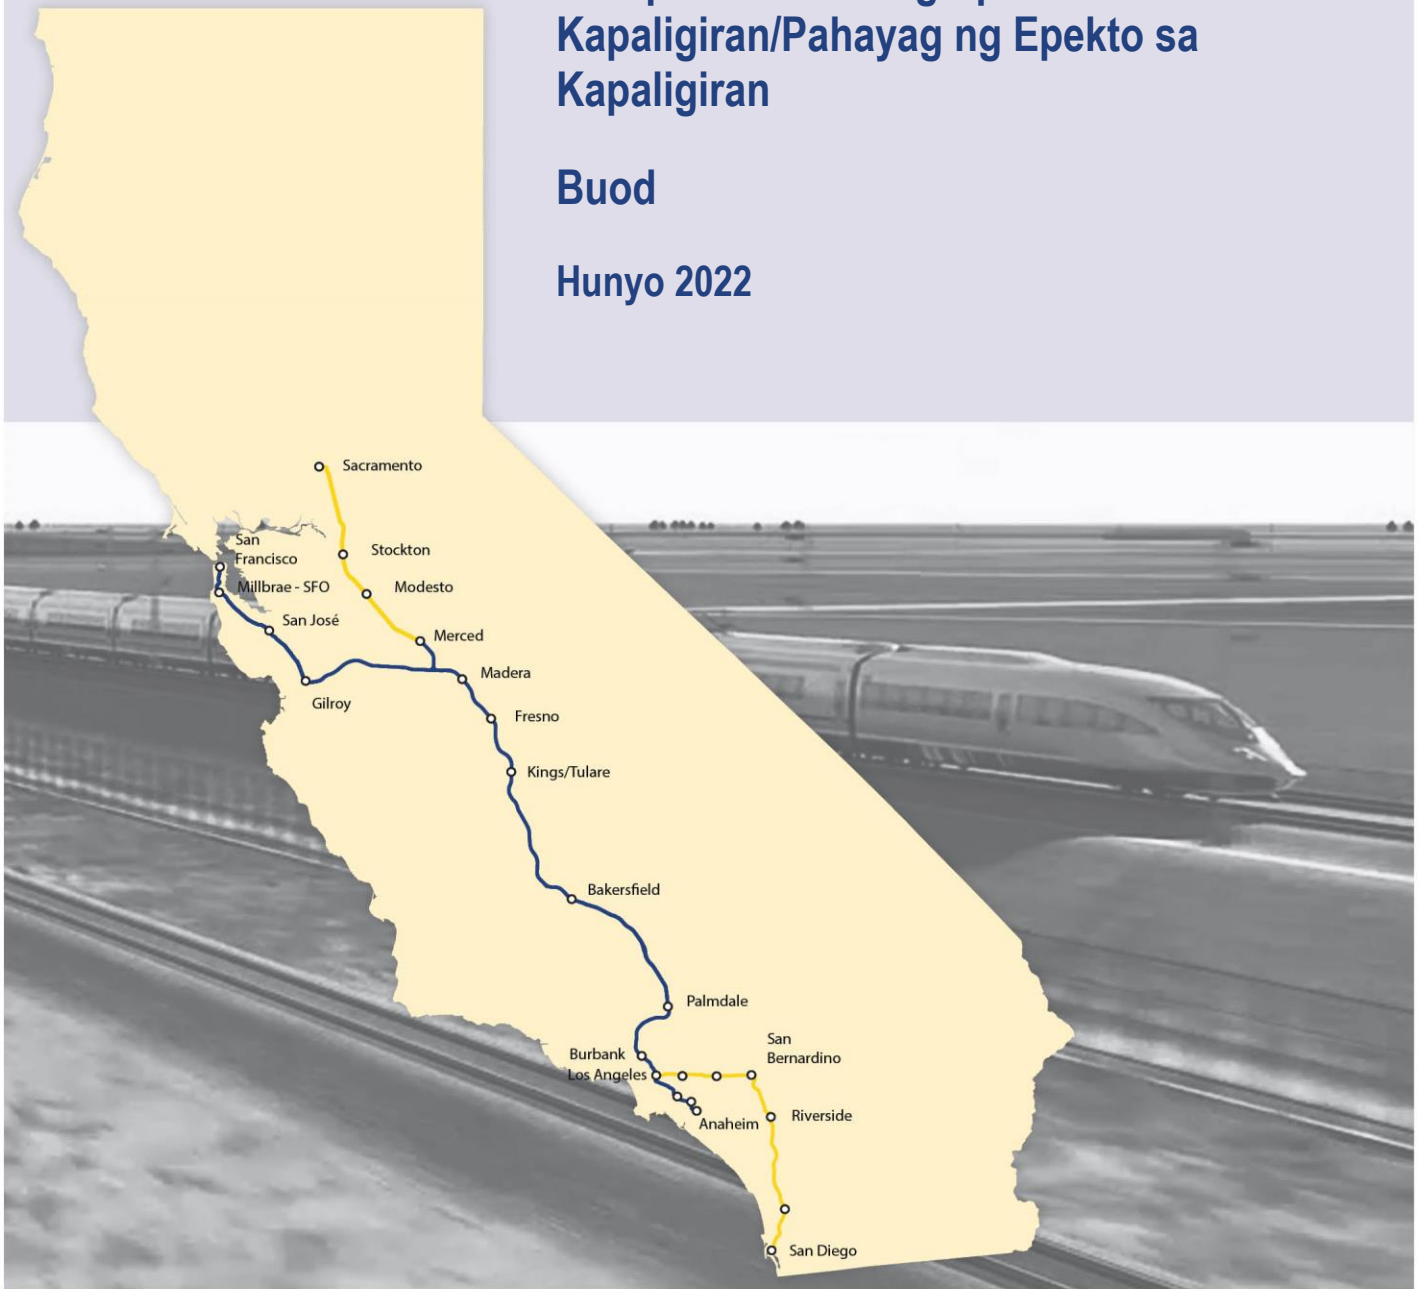 Kapaligiran/Pahayag ng Epekto sa
Kapaligiran
Buod
Hunyo 2022
Sacramento
San
Francisco
Stockton
Millbrae - SFO
Modesto
San José
Merced
Madera
Gilroy
Fresno
Kings/Tulare
Bakersfield
Palmdale
San
Bernardino
Burbank
Los Angeles
Riverside
Anaheim
San Diego